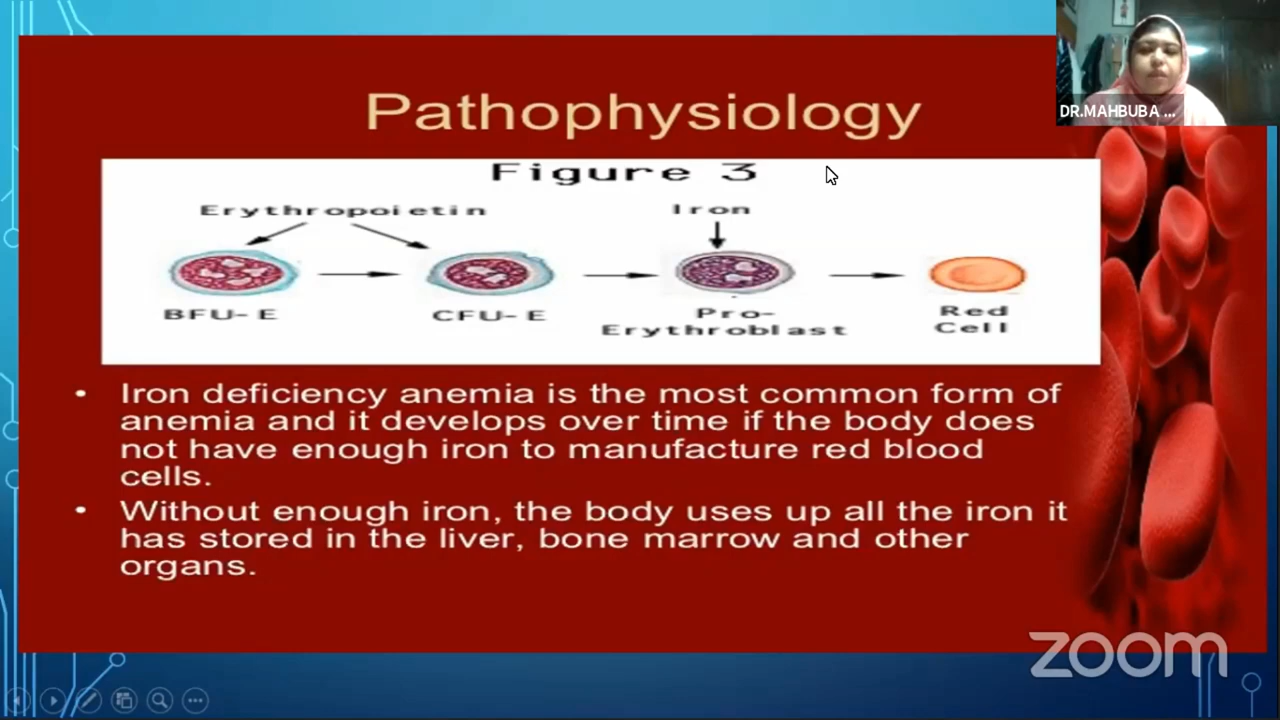 DR.MAHBUBA ...
Pathophysiology
Figure 3
Erythropoietin
Iron
BFU-E
CFU-E
Pro-
Erythroblast
Red
Cell
• Iron deficiency anemia is the most common form of
anemia and it develops over time if the body does
not have enough iron to manufacture red blood
cells.
• Without enough iron, the body uses up all the iron it
has stored in the liver, bone marrow and other
organs.
zoom